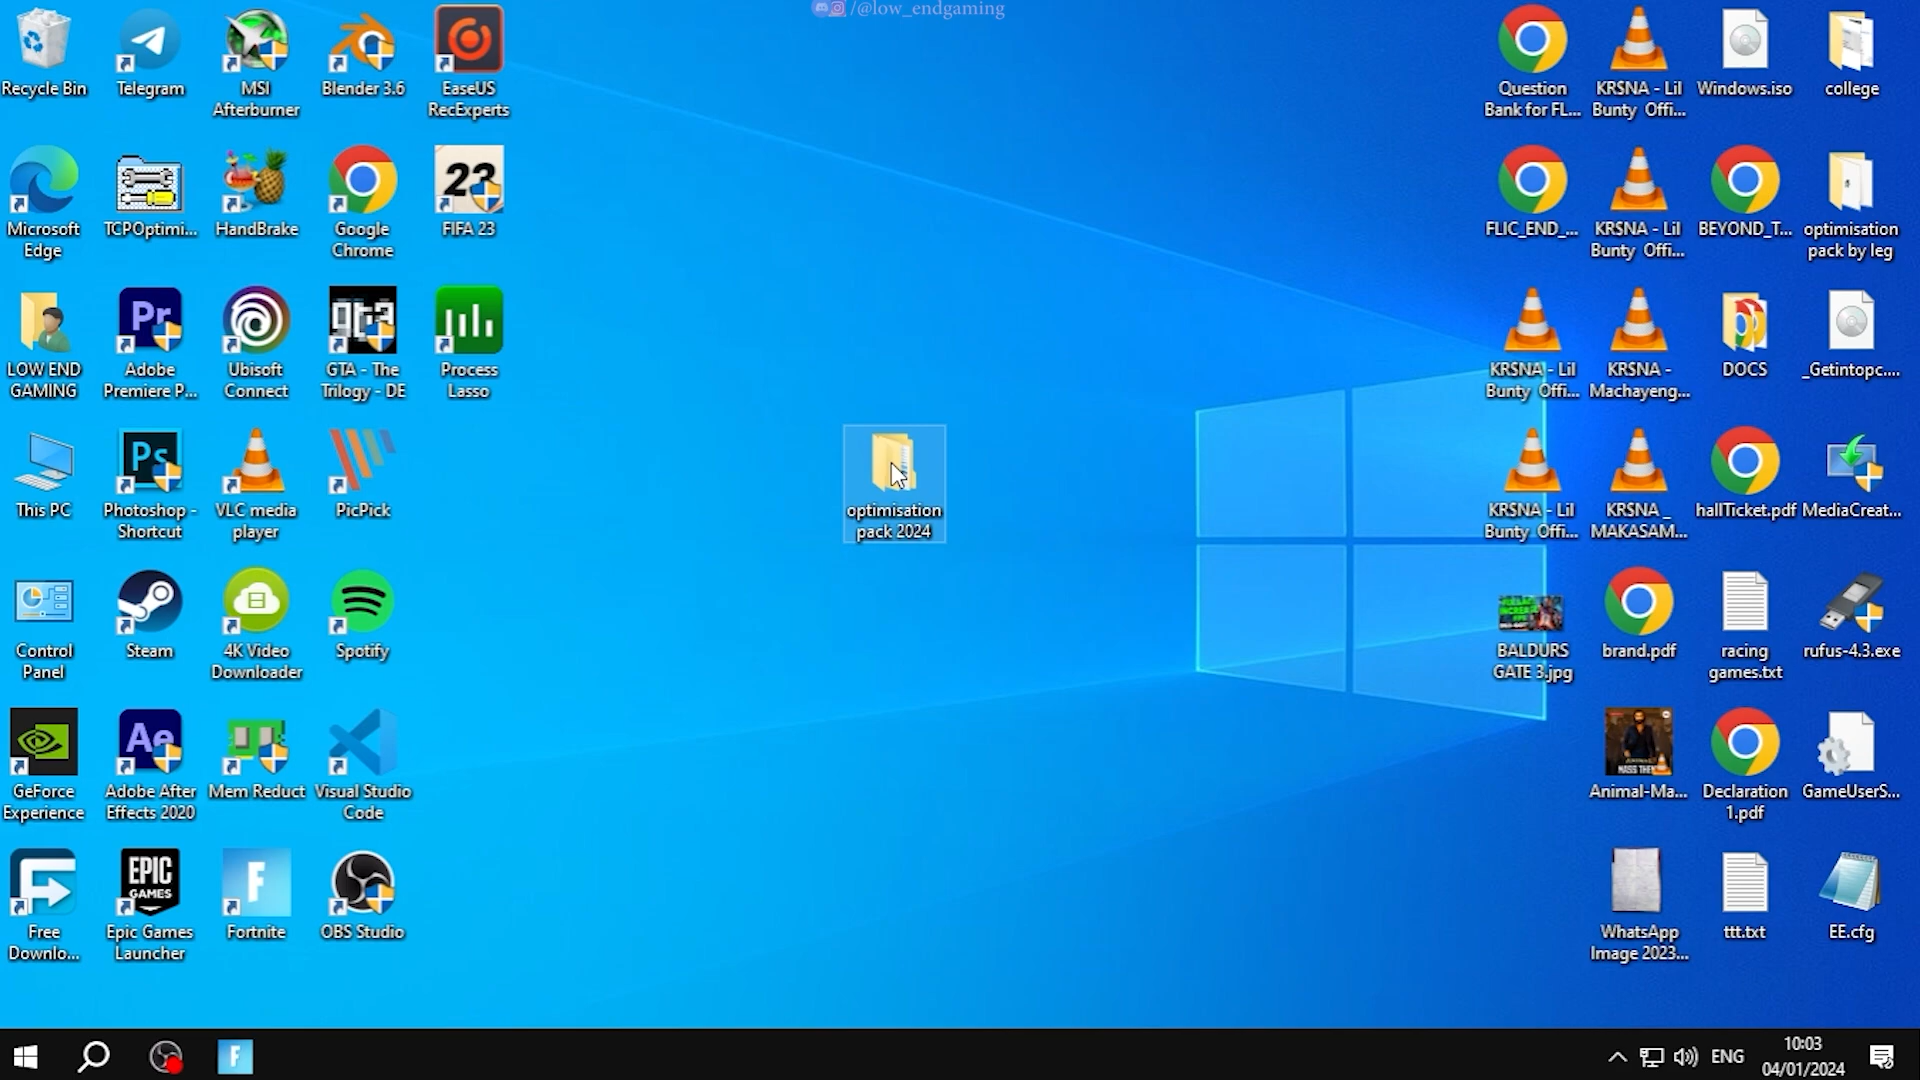 /@low_endgaming
Recycle Bin
Telegram
MSI
Afterburner
Blender 3.6
EaseUS
RecExperts
Question
Bank for FL...
KRSNA - Lil
Bunty Offi...
Windows.iso
college
Microsoft
Edge
TCPOptimi...
HandBrake
Google
Chrome
23
FIFA 23
FLIC_END_...
KRSNA - Lil
Bunty Offi...
BEYOND_T...
optimisation
pack by leg
LOW END
GAMING
Pr
Adobe
Premiere P...
Ubisoft
Connect
gta
GTA - The
Trilogy - DE
Process
Lasso
KRSNA - Lil
Bunty Offi...
KRSNA -
Machayeng...
DOCS
_Getintopc....
This PC
Ps
Photoshop -
Shortcut
VLC media
player
PicPick
optimisation
pack 2024
KRSNA - Lil
Bunty Offi...
KRSNA _
MAKASAM...
hallTicket.pdf
MediaCreat...
Control
Panel
Steam
4K Video
Downloader
Spotify
BALDURS
GATE 3.jpg
brand.pdf
racing
games.txt
rufus-4.3.exe
GeForce
Experience
Ae
Adobe After
Effects 2020
Mem Reduct
Visual Studio
Code
Animal-Ma...
Declaration
1.pdf
GameUserS...
Free
Downlo...
EPIC
GAMES
Epic Games
Launcher
F
Fortnite
OBS Studio
WhatsApp
Image 2023...
ttt.txt
EE.cfg
F
ENG
10:03
04/01/2024